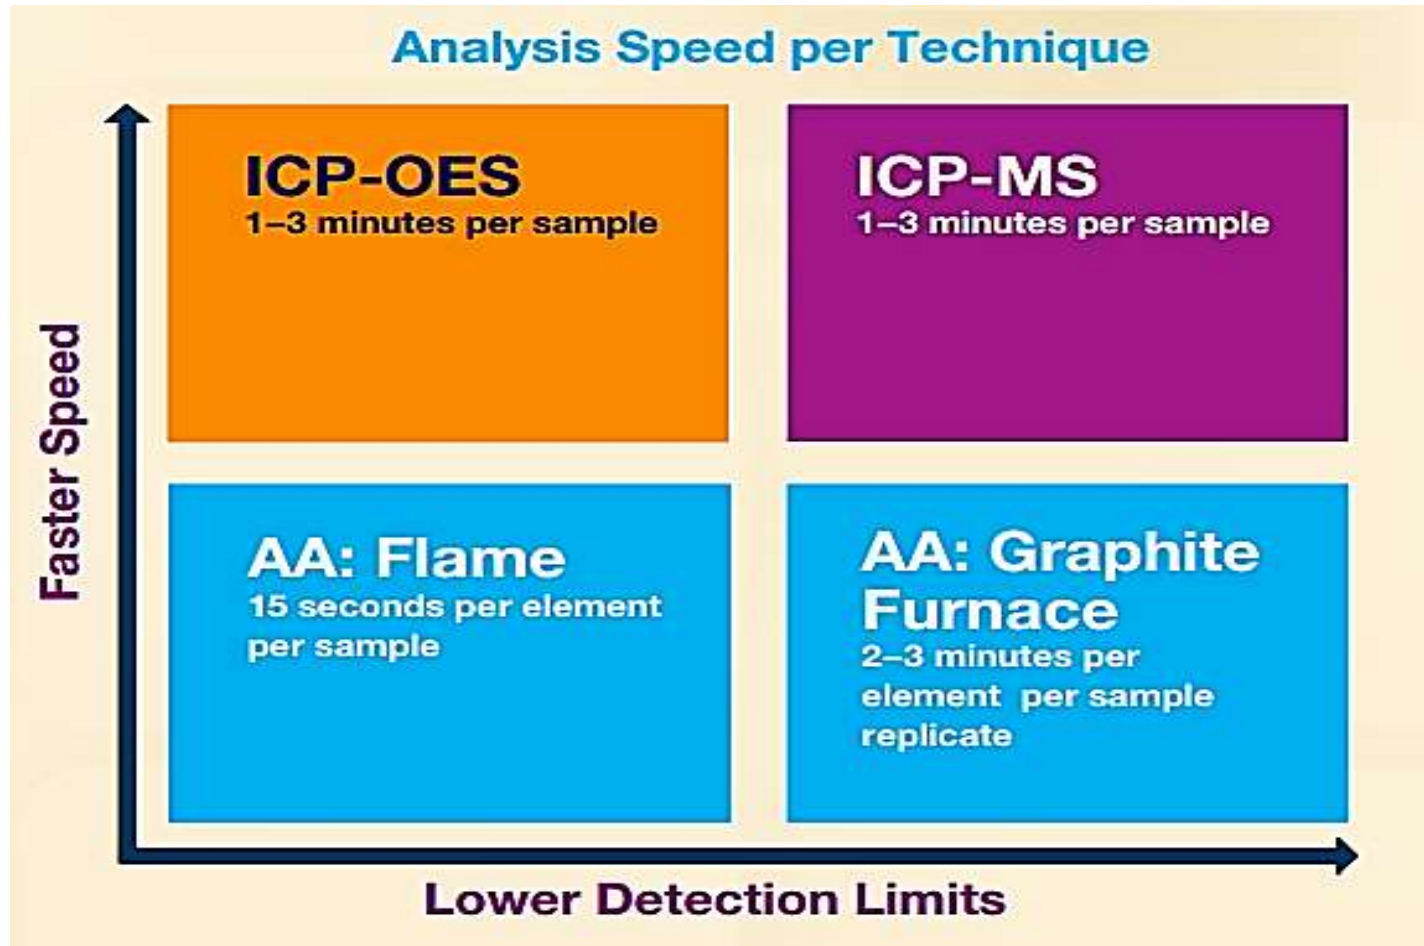 Analysis Speed per Technique
ICP-OES
1–3 minutes per sample
ICP-MS
1–3 minutes per sample
Faster Speed
AA: Flame
15 seconds per element
per sample
AA: Graphite
Furnace
2–3 minutes per
element per sample
replicate
Lower Detection Limits